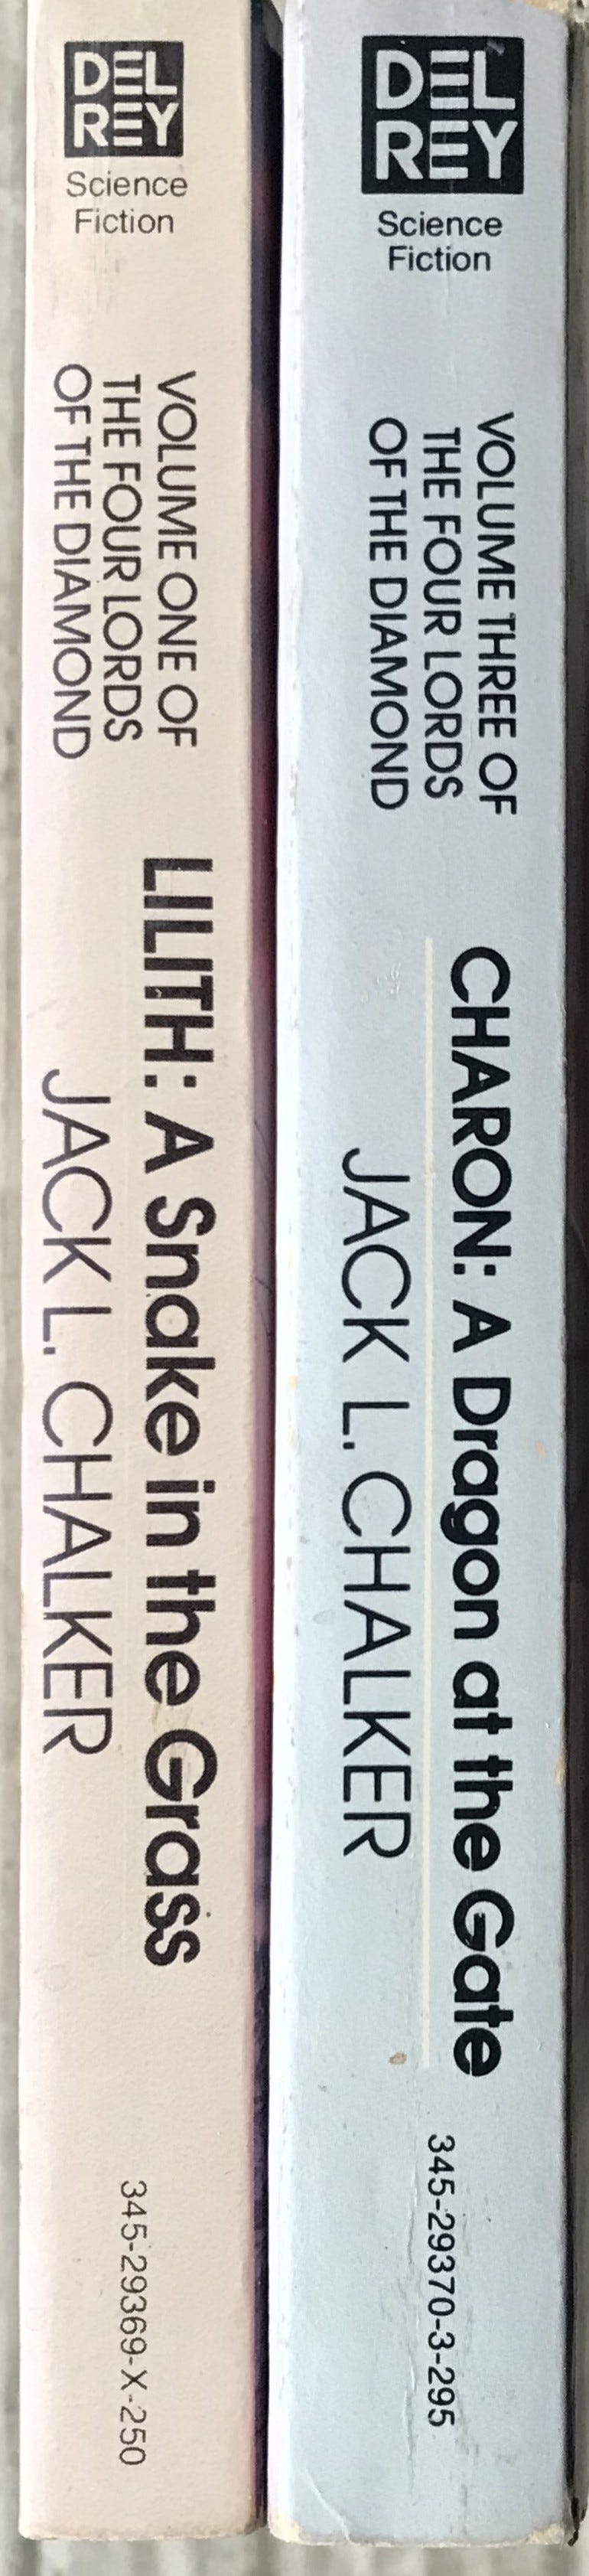 DEL
REY
Science
Fiction
VOLUME ONE OF
THE FOUR LORDS
OF THE DIAMOND
LILITH: A Snake in the Grass
JACK L. CHALKER
345-29369-X-250
DEL
REY
Science
Fiction
VOLUME THREE OF
THE FOUR LORDS
OF THE DIAMOND
CHARON: A Dragon at the Gate
JACK L. CHALKER
345-29370-3-295